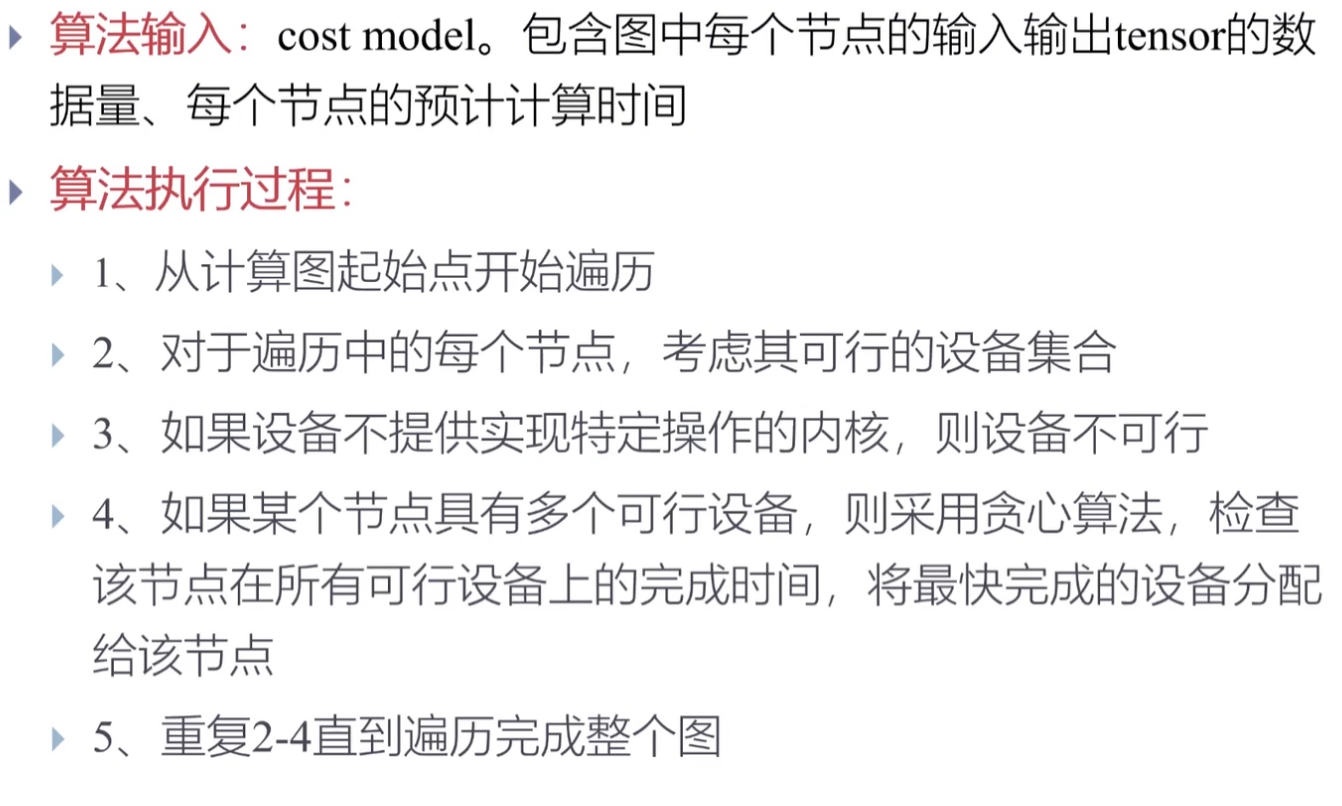 算法输入：cost model。包含图中每个节点的输入输出tensor的数
据量、每个节点的预计计算时间
算法执行过程：
1、从计算图起始点开始遍历
2、对于遍历中的每个节点，考虑其可行的设备集合
3、如果设备不提供实现特定操作的内核，则设备不可行
4、如果某个节点具有多个可行设备，则采用贪心算法，检查
该节点在所有可行设备上的完成时间，将最快完成的设备分配
给该节点
5、重复2-4直到遍历完成整个图